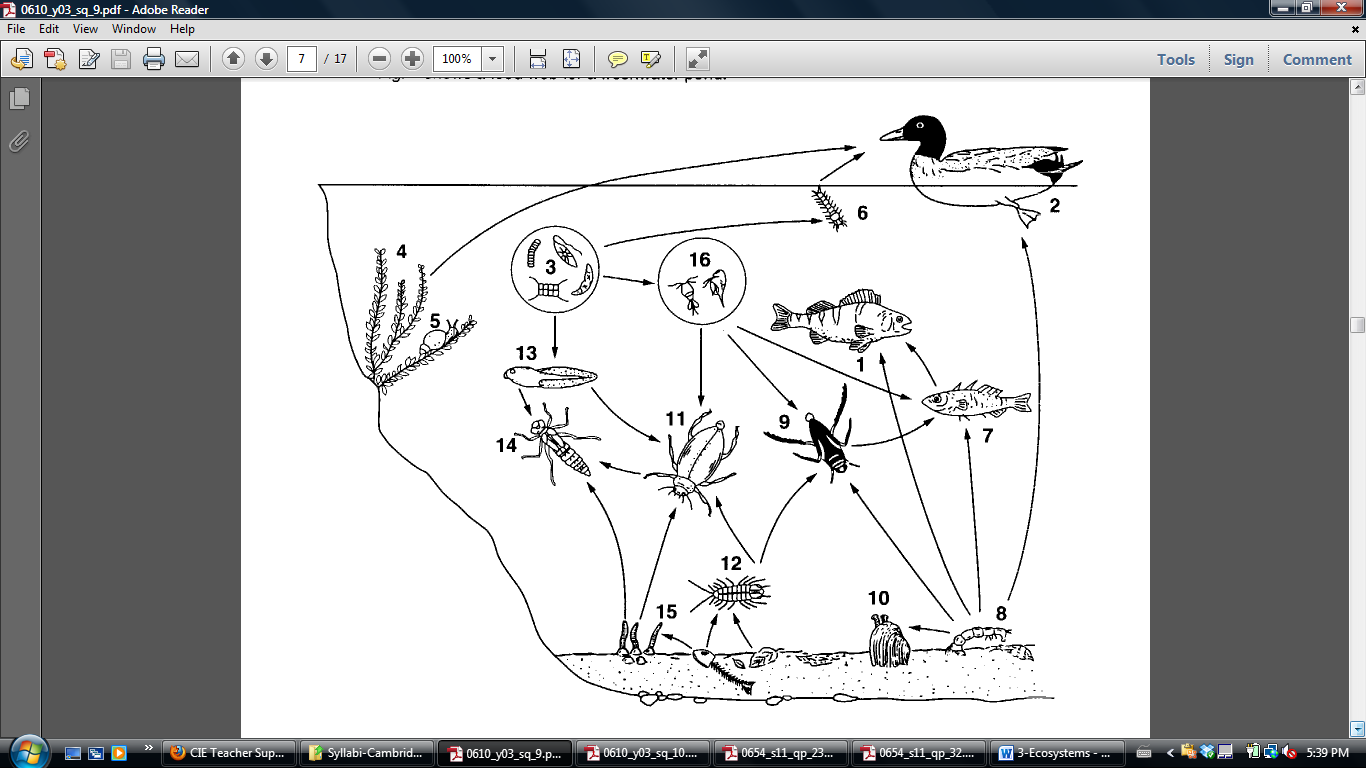 0610_y03_sq_9.pdf - Adobe Reader
File Edit View Window Help
7 / 17 100% Tools Sign Comment
2
6
4
3
16
5
13
1
11
9
7
14
12
15
10
8
CIE Teacher Sup...
Syllabi-Cambrid...
0610_y03_sq_9.p...
0610_y03_sq_10....
0654_s11_qp_23...
0654_s11_qp_32....
3-Ecosystems - ...
5:39 PM